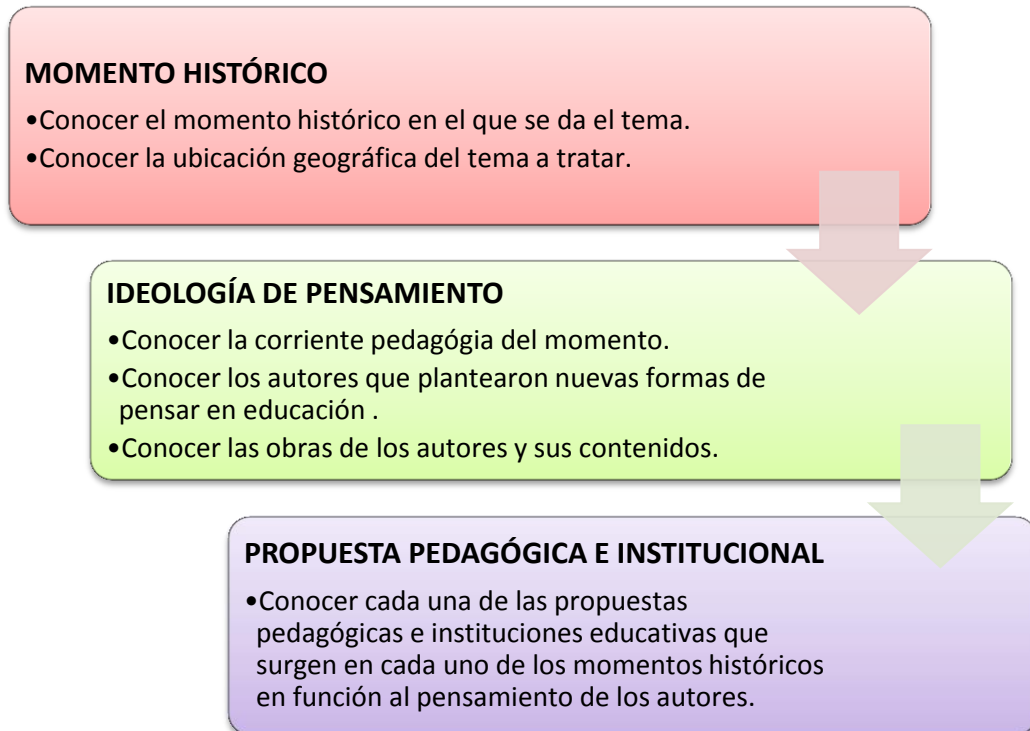 MOMENTO HISTÓRICO
•Conocer el momento histórico en el que se da el tema.
•Conocer la ubicación geográfica del tema a tratar.
IDEOLOGÍA DE PENSAMIENTO
•Conocer la corriente pedagógia del momento.
•Conocer los autores que plantearon nuevas formas de
pensar en educación .
•Conocer las obras de los autores y sus contenidos.
PROPUESTA PEDAGÓGICA E INSTITUCIONAL
•Conocer cada una de las propuestas
pedagógicas e instituciones educativas que
surgen en cada uno de los momentos históricos
en función al pensamiento de los autores.